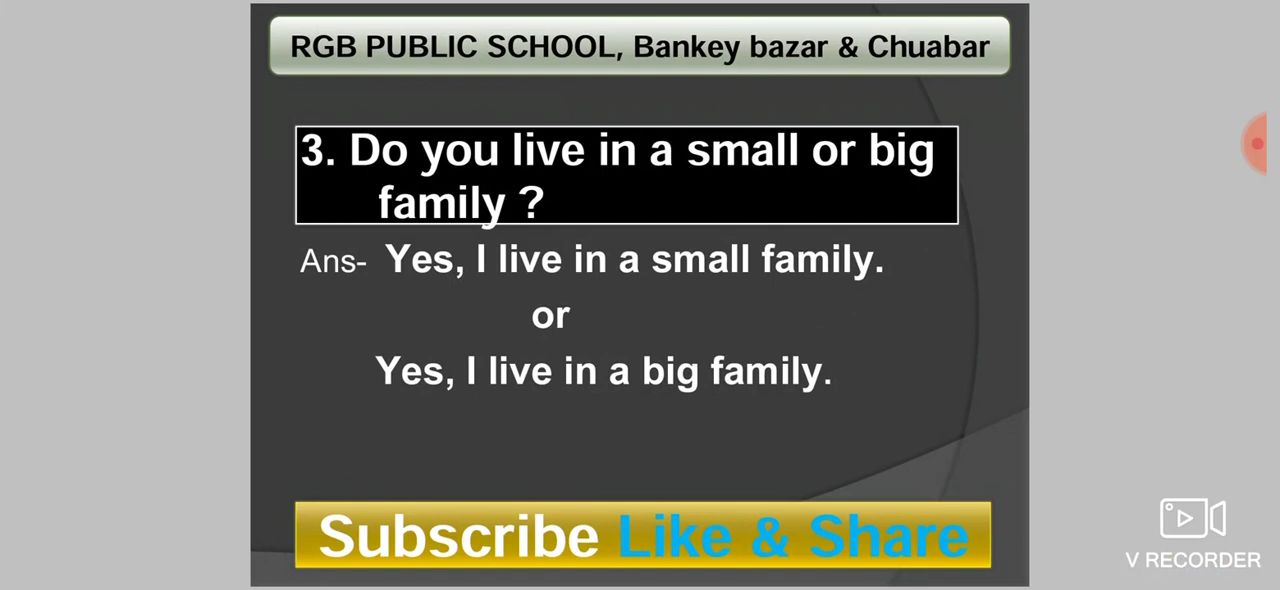 RGB PUBLIC SCHOOL, Bankey bazar & Chuabar
3. Do you live in a small or big
family ?
Ans- Yes, I live in a small family.
or
Yes, I live in a big family.
Subscribe Like & Share
V RECORDER